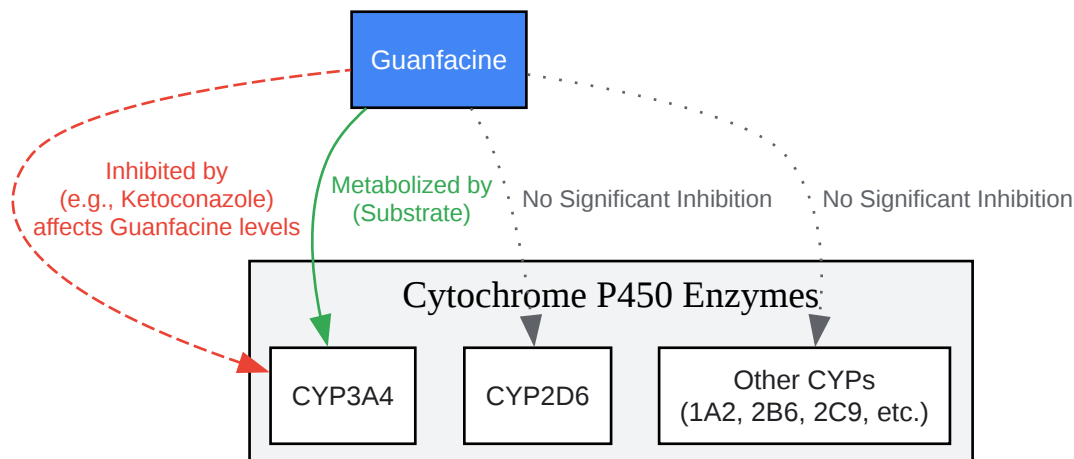 Guanfacine
Inhibited by
(e.g., Ketoconazole)
affects Guanfacine levels
Metabolized by
(Substrate)
No Significant Inhibition
No Significant Inhibition
Cytochrome P450 Enzymes
CYP3A4
CYP2D6
Other CYPs
(1A2, 2B6, 2C9, etc.)